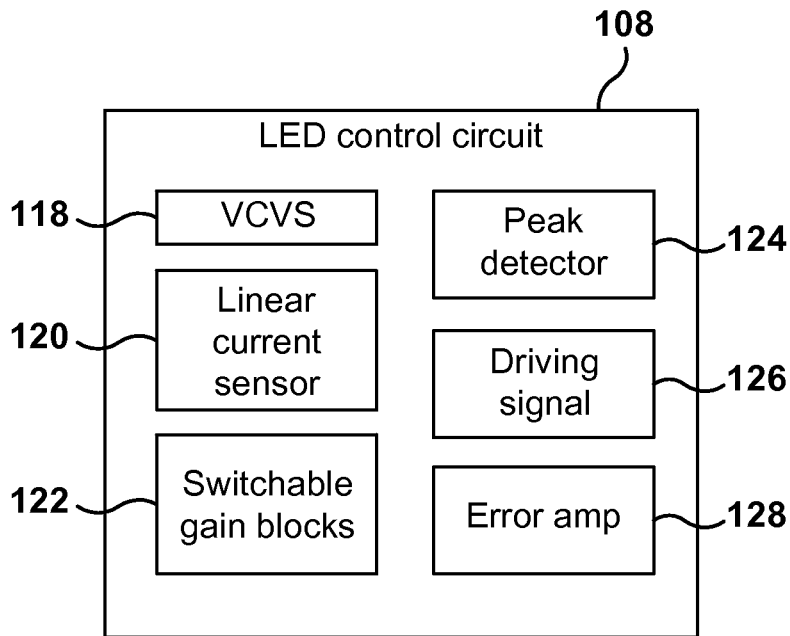 108
LED control circuit
118
VCVS
120
Linear
current
sensor
122
Switchable
gain blocks
Peak
detector
124
Driving
signal
126
Error amp
128